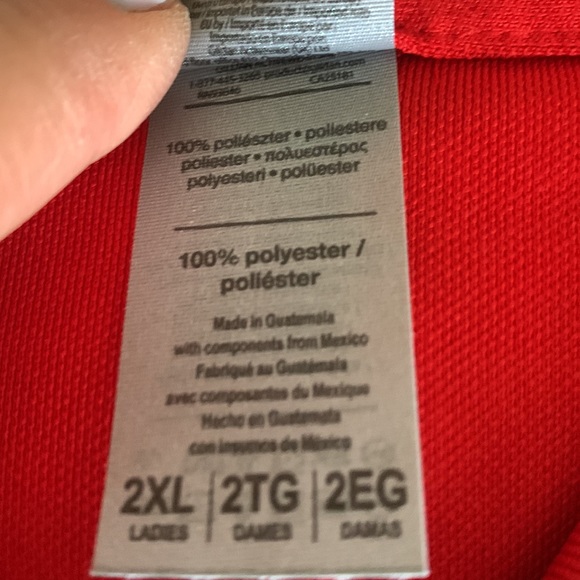 100% poliészter • poliestere
poliester • πολυεστέρας
polyesteri • polüester
100% polyester /
poliéster
Made in Guatemala
with components from Mexico
Fabriqué au Guatémala
avec composantes du Mexique
Hecho en Guatemala
con insumos de México
2XL | 2TG | 2EG
LADIES | DAMES | DAMAS